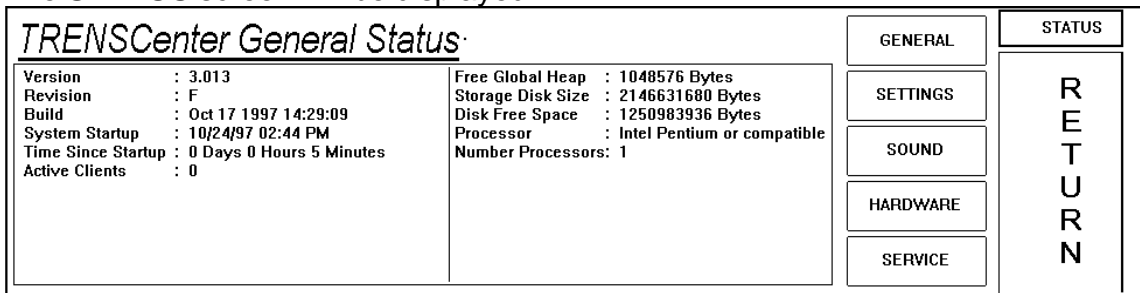 TRENSCenter General Status
Version : 3.013
Revision : F
Build : Oct 17 1997 14:29:09
System Startup : 10/24/97 02:44 PM
Time Since Startup : 0 Days 0 Hours 5 Minutes
Active Clients : 0
Free Global Heap : 1048576 Bytes
Storage Disk Size : 2146631680 Bytes
Disk Free Space : 1250983936 Bytes
Processor : Intel Pentium or compatible
Number Processors: 1
GENERAL
SETTINGS
SOUND
HARDWARE
SERVICE
STATUS
RETURN